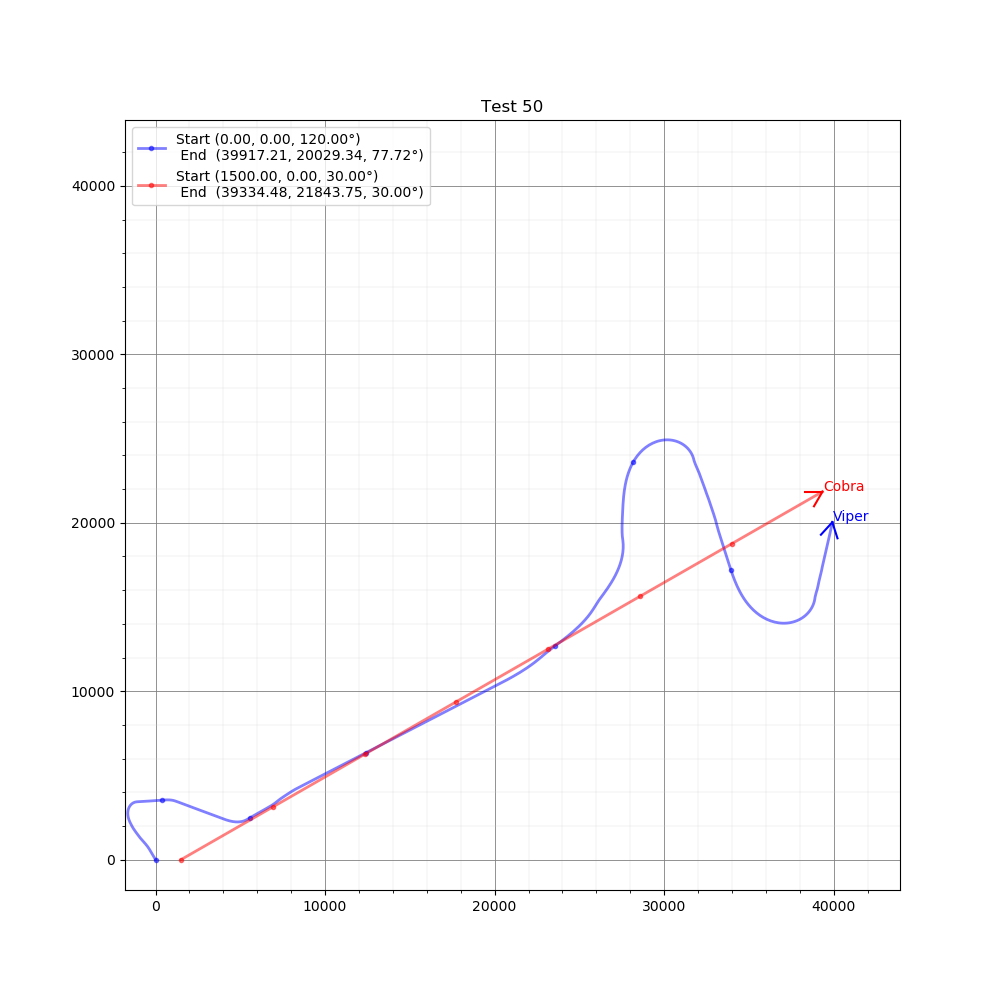 Test 50
Start (0.00, 0.00, 120.00°)
End (39917.21, 20029.34, 77.72°)
Start (1500.00, 0.00, 30.00°)
End (39334.48, 21843.75, 30.00°)
40000
30000
Cobra
Viper
20000
10000
0
0 10000 20000 30000 40000